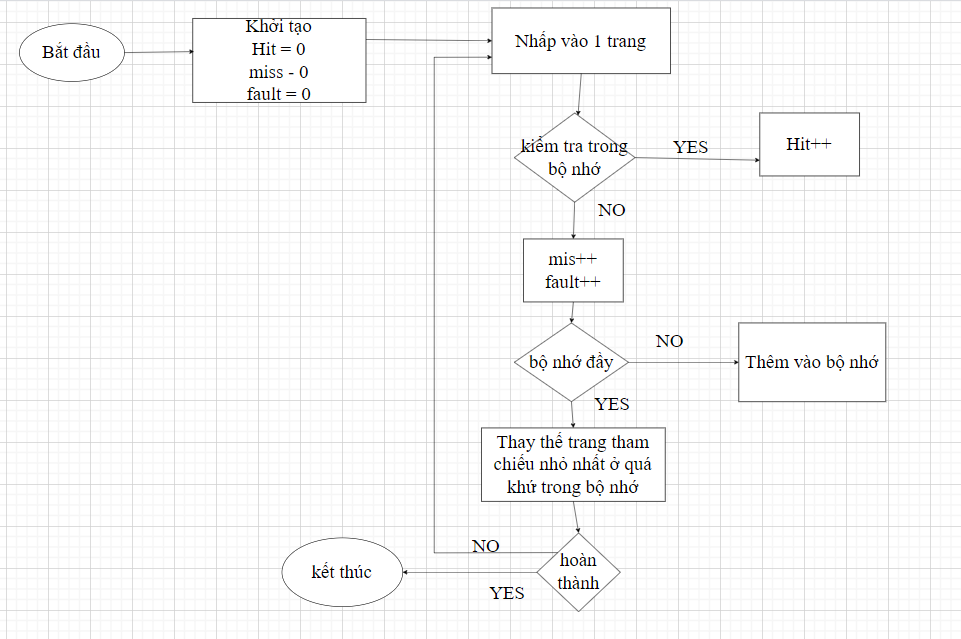 Bắt đầu
Khởi tạo
Hit = 0
miss - 0
fault = 0
Nhấp vào 1 trang
kiểm tra trong
bộ nhớ
YES
Hit++
NO
mis++
fault++
bộ nhớ đầy
NO
Thêm vào bộ nhớ
YES
Thay thế trang tham
chiếu nhỏ nhất ở quá
khứ trong bộ nhớ
NO
hoàn
thành
YES
kết thúc